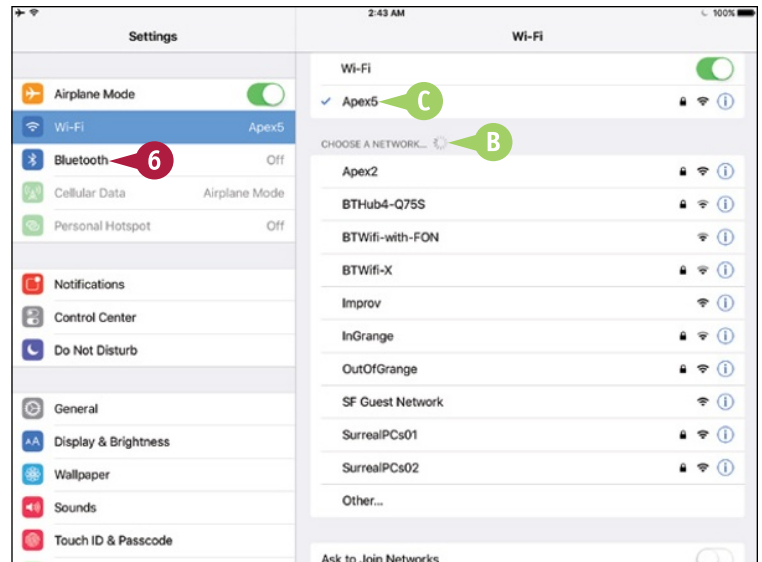 2:43 AM
100%
Settings
Wi-Fi
Airplane Mode
Wi-Fi Apex5
Bluetooth 6 Off
Cellular Data Airplane Mode
Personal Hotspot Off
Notifications
Control Center
Do Not Disturb
General
Display & Brightness
AA
Wallpaper
Sounds
Touch ID & Passcode
Wi-Fi
Apex5 C
CHOOSE A NETWORK... B
Apex2
BTHub4-Q75S
BTWifi-with-FON
BTWifi-X
Improv
InGrange
OutOfGrange
SF Guest Network
SurrealPCs01
SurrealPCs02
Other...
Ask to Join Networks